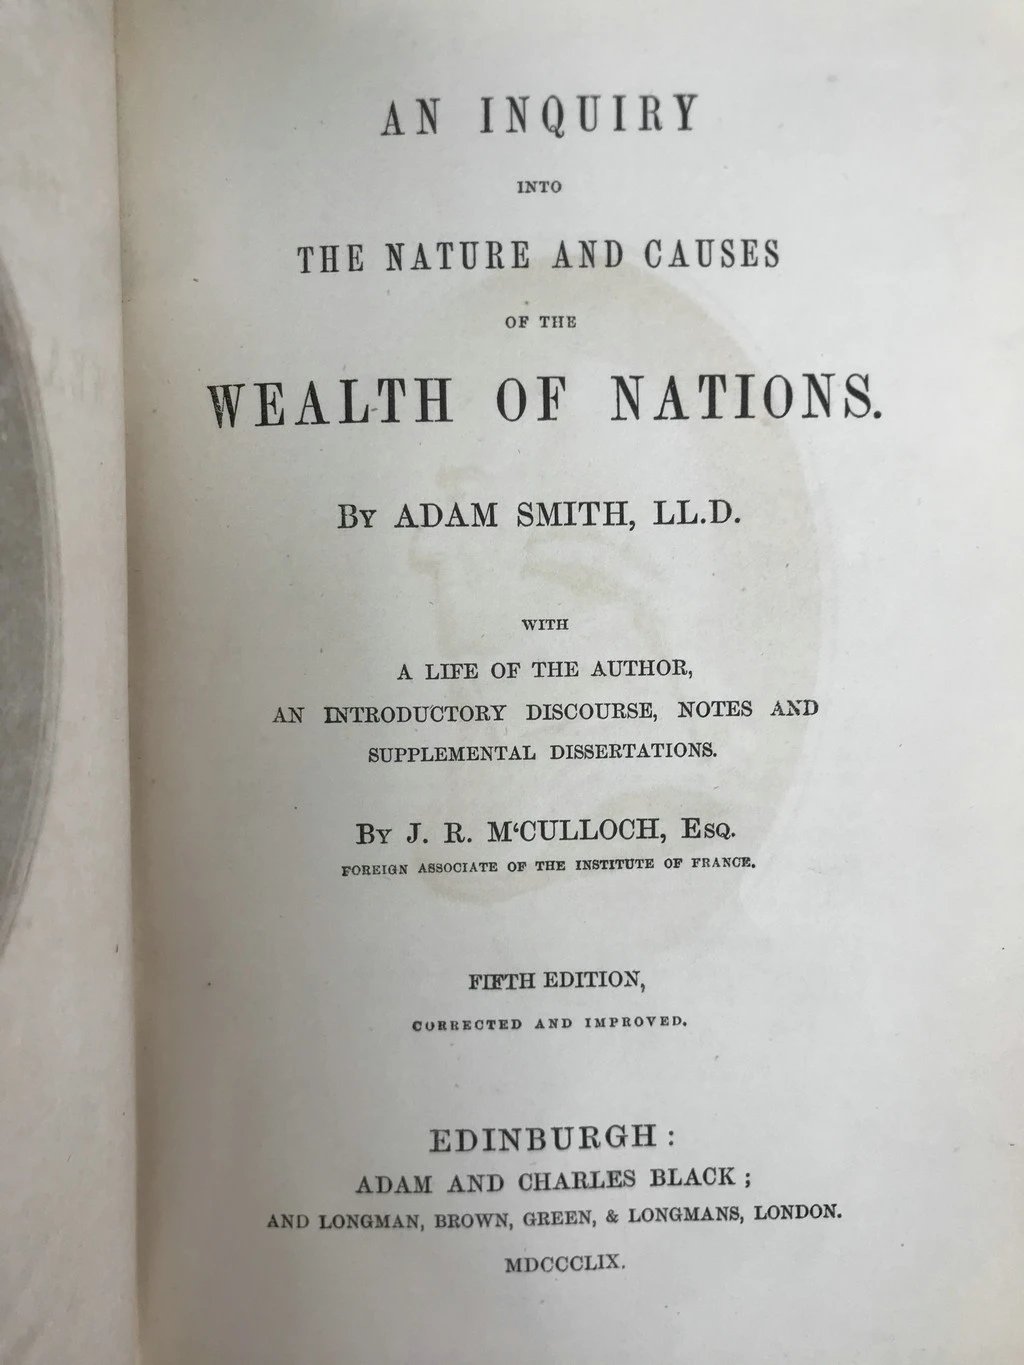 AN INQUIRY
INTO
THE NATURE AND CAUSES
OF THE
WEALTH OF NATIONS.
BY ADAM SMITH, LL.D.
WITH
A LIFE OF THE AUTHOR,
AN INTRODUCTORY DISCOURSE, NOTES AND
SUPPLEMENTAL DISSERTATIONS.
BY J. R. M‘CULLOCH, ESQ.
FOREIGN ASSOCIATE OF THE INSTITUTE OF FRANCE.
FIFTH EDITION,
CORRECTED AND IMPROVED.
EDINBURGH:
ADAM AND CHARLES BLACK;
AND LONGMAN, BROWN, GREEN, & LONGMANS, LONDON.
MDCCCLIX.